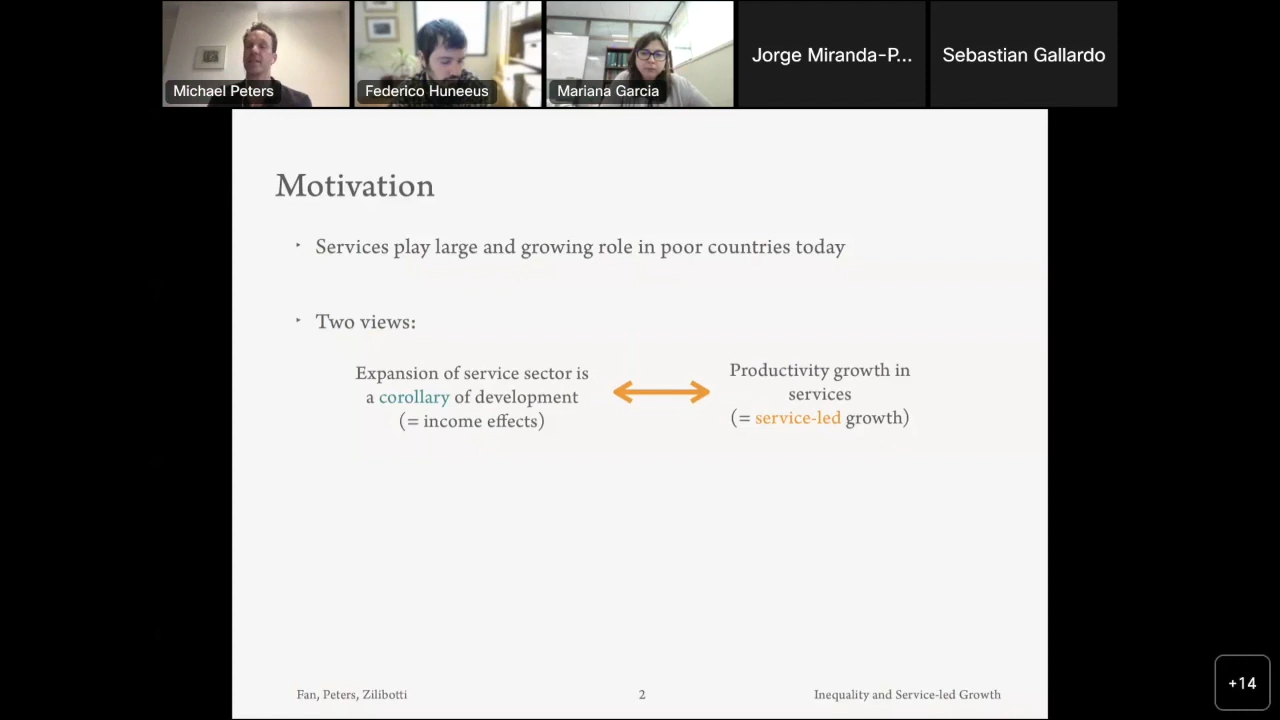 Michael Peters
Federico Huneeus
Mariana Garcia
Jorge Miranda-P...
Sebastian Gallardo
Motivation
‣ Services play large and growing role in poor countries today
‣ Two views:
Expansion of service sector is
a corollary of development
(= income effects)
Productivity growth in
services
(= service-led growth)
Fan, Peters, Zilibotti
2
Inequality and Service-led Growth
+14